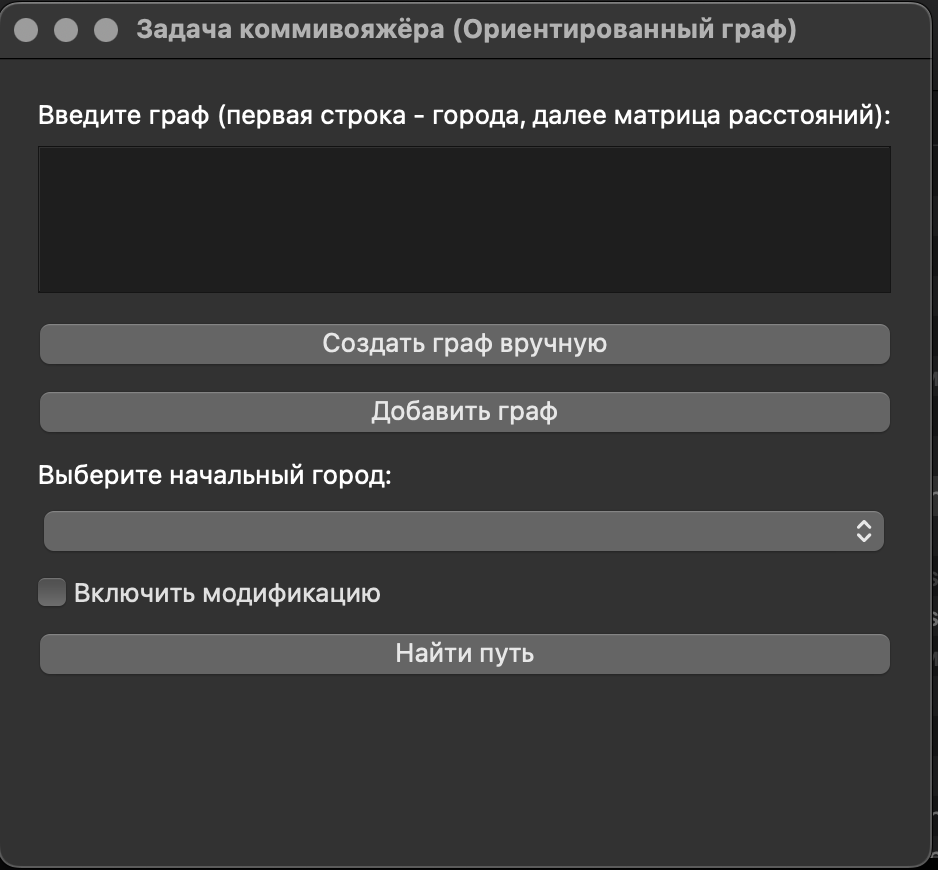 Задача коммивояжёра (Ориентированный граф)
Введите граф (первая строка - города, далее матрица расстояний):
Создать граф вручную
Добавить граф
Выберите начальный город:
Включить модификацию
Найти путь